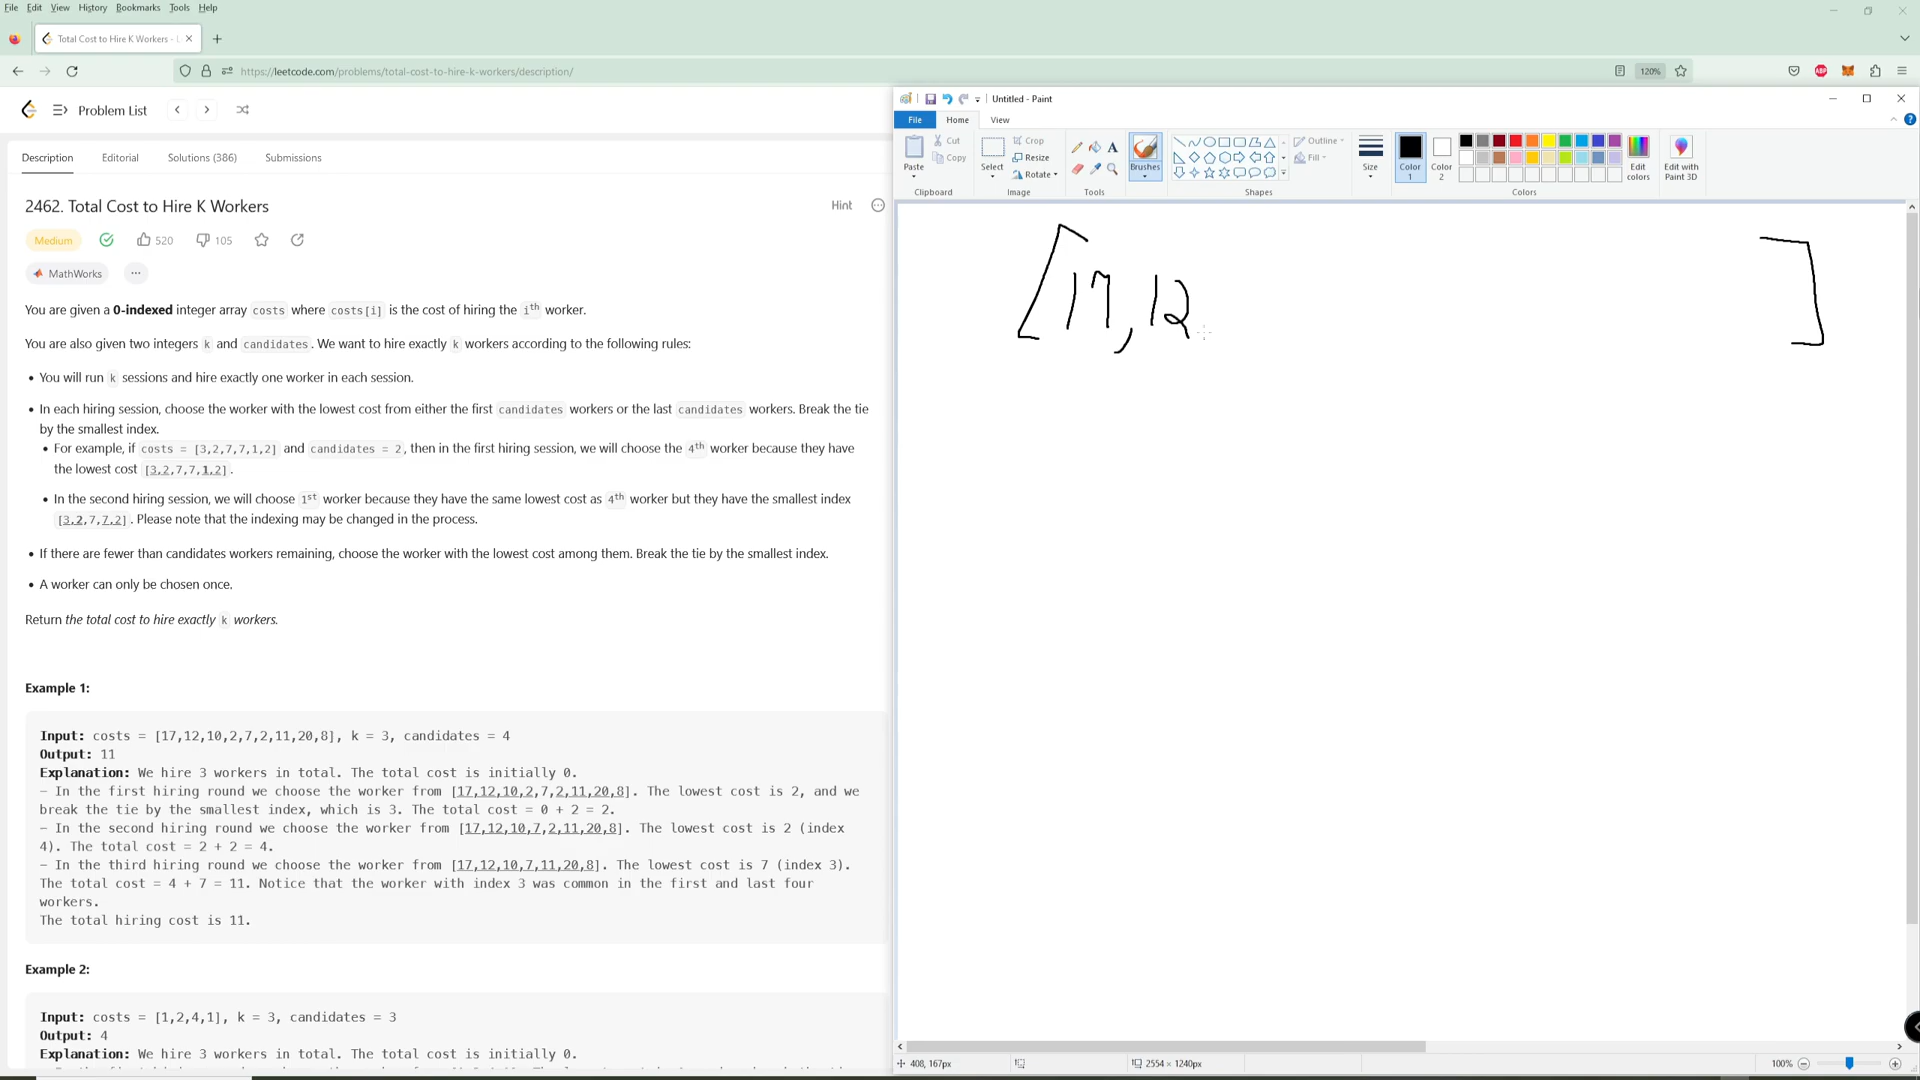 File Edit View History Bookmarks Tools Help
Total Cost to Hire K Workers - L
https://leetcode.com/problems/total-cost-to-hire-k-workers/description/
120%
ABP
Problem List
Description Editorial Solutions (386) Submissions
2462. Total Cost to Hire K Workers
Hint
Medium 520 105
MathWorks ...
You are given a 0-indexed integer array costs where costs[i] is the cost of hiring the ith worker.
You are also given two integers k and candidates. We want to hire exactly k workers according to the following rules:
• You will run k sessions and hire exactly one worker in each session.
• In each hiring session, choose the worker with the lowest cost from either the first candidates workers or the last candidates workers. Break the tie
by the smallest index.
• For example, if costs = [3,2,7,7,1,2] and candidates = 2, then in the first hiring session, we will choose the 4th worker because they have
the lowest cost [3,2,7,7,1,2].
• In the second hiring session, we will choose 1st worker because they have the same lowest cost as 4th worker but they have the smallest index
[3,2,7,7,2]. Please note that the indexing may be changed in the process.
• If there are fewer than candidates workers remaining, choose the worker with the lowest cost among them. Break the tie by the smallest index.
• A worker can only be chosen once.
Return the total cost to hire exactly k workers.
Example 1:
Input: costs = [17,12,10,2,7,2,11,20,8], k = 3, candidates = 4
Output: 11
Explanation: We hire 3 workers in total. The total cost is initially 0.
- In the first hiring round we choose the worker from [17,12,10,2,7,2,11,20,8]. The lowest cost is 2, and we
break the tie by the smallest index, which is 3. The total cost = 0 + 2 = 2.
- In the second hiring round we choose the worker from [17,12,10,7,2,11,20,8]. The lowest cost is 2 (index
4). The total cost = 2 + 2 = 4.
- In the third hiring round we choose the worker from [17,12,10,7,11,20,8]. The lowest cost is 7 (index 3).
The total cost = 4 + 7 = 11. Notice that the worker with index 3 was common in the first and last four
workers.
The total hiring cost is 11.
Example 2:
Input: costs = [1,2,4,1], k = 3, candidates = 3
Output: 4
Explanation: We hire 3 workers in total. The total cost is initially 0.
Untitled - Paint
File Home View
Paste Cut Copy Select Crop Resize Rotate Brushes Outline Fill Size Color 1 Color 2 Edit colors Edit with Paint 3D
Clipboard Image Tools Shapes Colors
[17, 12 ]
408, 167px 2554 × 1240px 100%